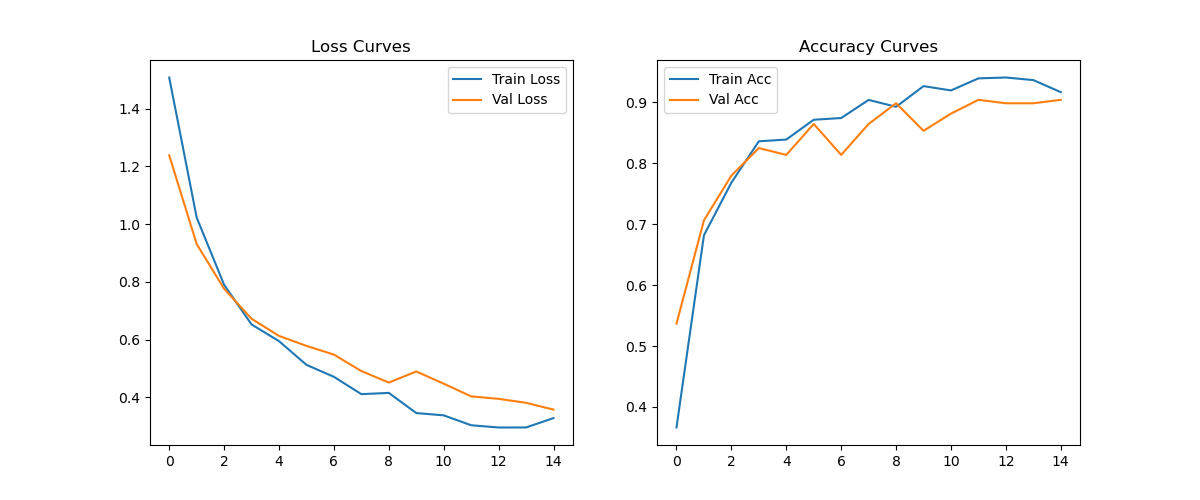 Loss Curves
Train Loss
Val Loss
1.4
1.2
1.0
0.8
0.6
0.4
0 2 4 6 8 10 12 14
Accuracy Curves
Train Acc
Val Acc
0.9
0.8
0.7
0.6
0.5
0.4
0 2 4 6 8 10 12 14